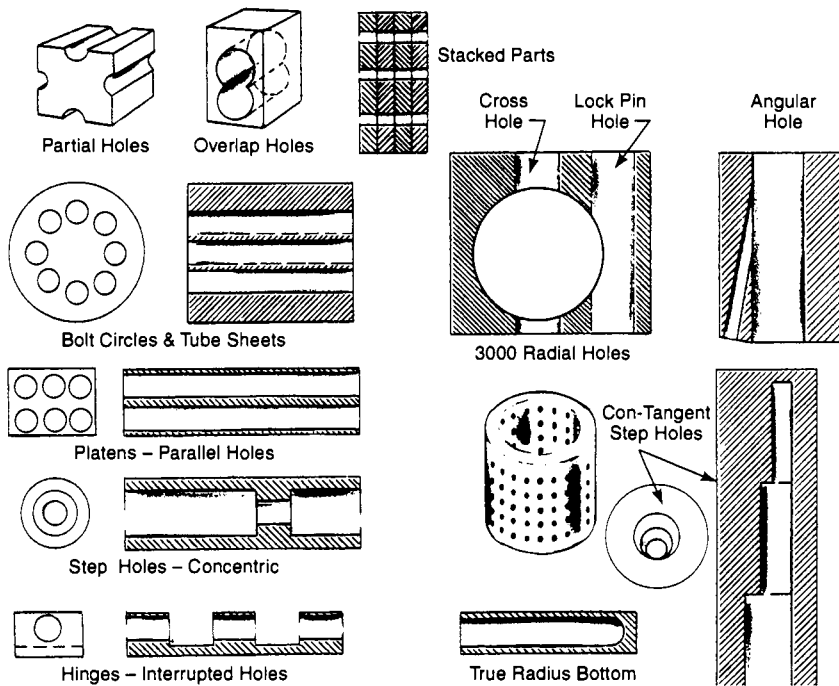 Partial Holes
Overlap Holes
Stacked Parts
Cross
Hole
Lock Pin
Hole
Angular
Hole
Bolt Circles & Tube Sheets
3000 Radial Holes
Platens – Parallel Holes
Con-Tangent
Step Holes
Step Holes – Concentric
Hinges – Interrupted Holes
True Radius Bottom